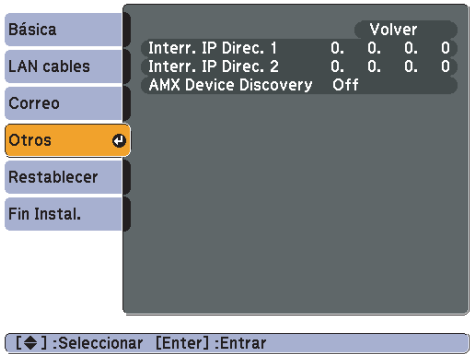 Básica
LAN cables
Correo
Otros
Restablecer
Fin Instal.
Volver
Interr. IP Direc. 1 0. 0. 0. 0
Interr. IP Direc. 2 0. 0. 0. 0
AMX Device Discovery Off
[◆] :Seleccionar [Enter] :Entrar